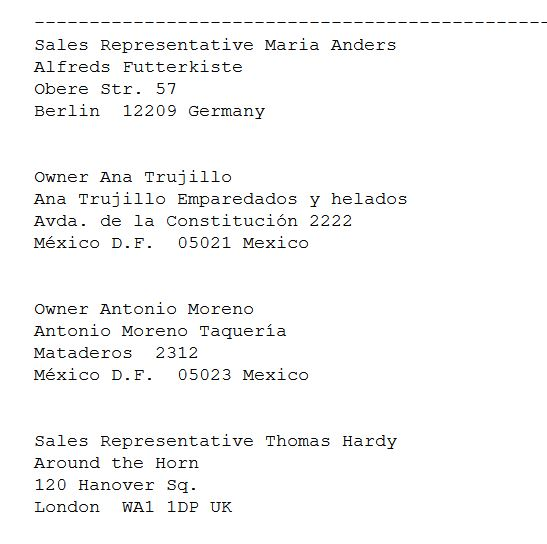 ------------------------------------------------
Sales Representative Maria Anders
Alfreds Futterkiste
Obere Str. 57
Berlin  12209 Germany
Owner Ana Trujillo
Ana Trujillo Emparedados y helados
Avda. de la Constitución 2222
México D.F.  05021 Mexico
Owner Antonio Moreno
Antonio Moreno Taquería
Mataderos  2312
México D.F.  05023 Mexico
Sales Representative Thomas Hardy
Around the Horn
120 Hanover Sq.
London  WA1 1DP UK